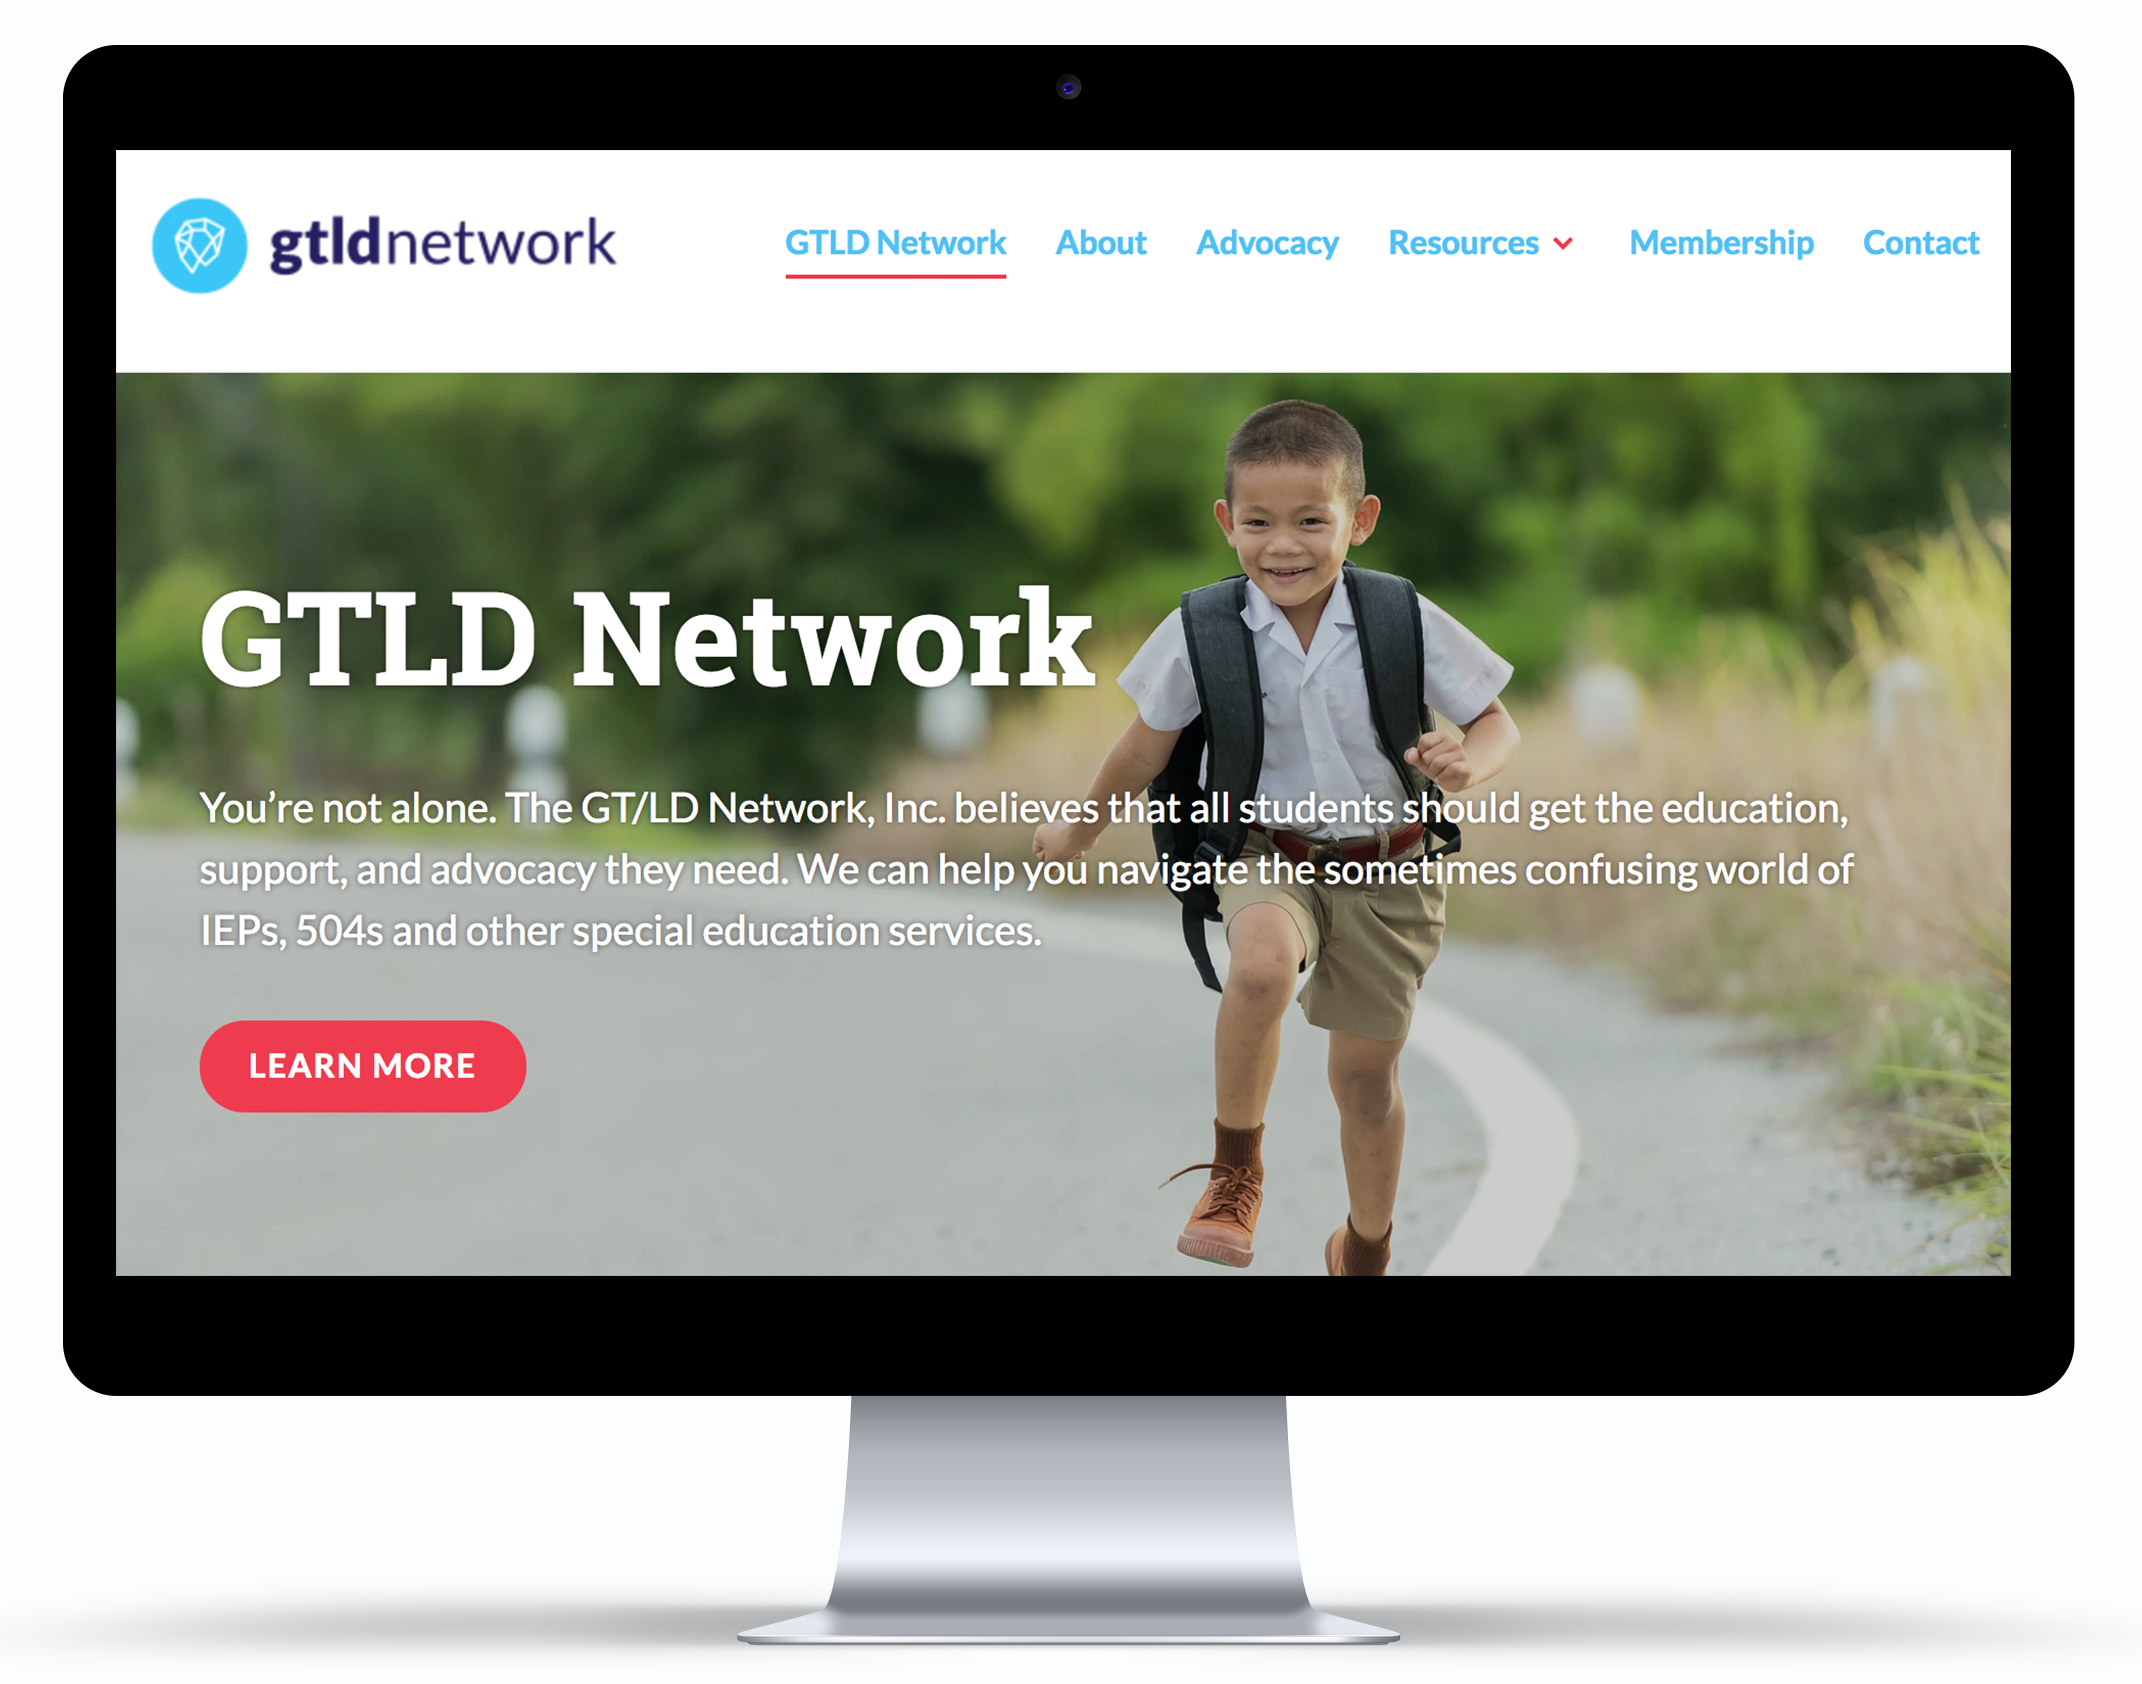 gtldnetwork
GTLD Network About Advocacy Resources Membership Contact
GTLD Network
You’re not alone. The GT/LD Network, Inc. believes that all students should get the education,
support, and advocacy they need. We can help you navigate the sometimes confusing world of
IEPs, 504s and other special education services.
LEARN MORE